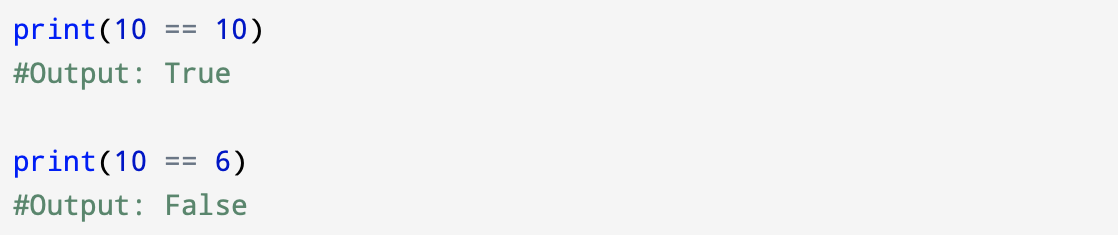 print(10 == 10)
#Output: True
print(10 == 6)
#Output: False